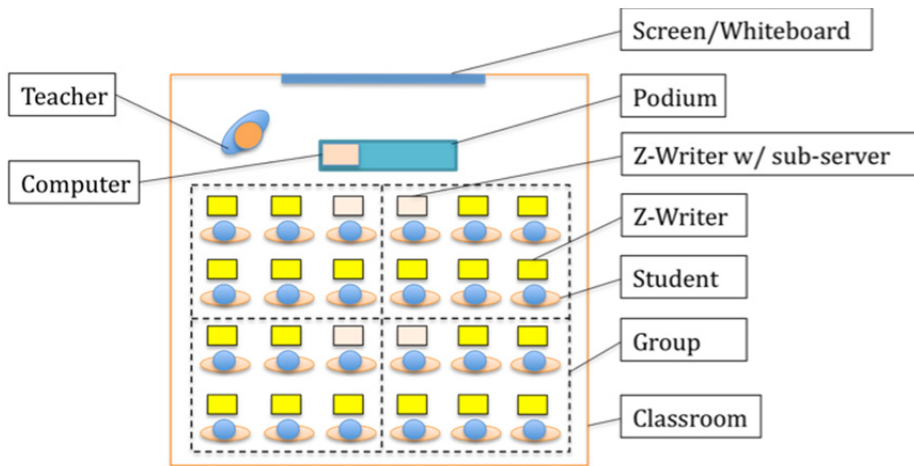 Screen/Whiteboard
Teacher
Podium
Computer
Z-Writer w/ sub-server
Z-Writer
Student
Group
Classroom